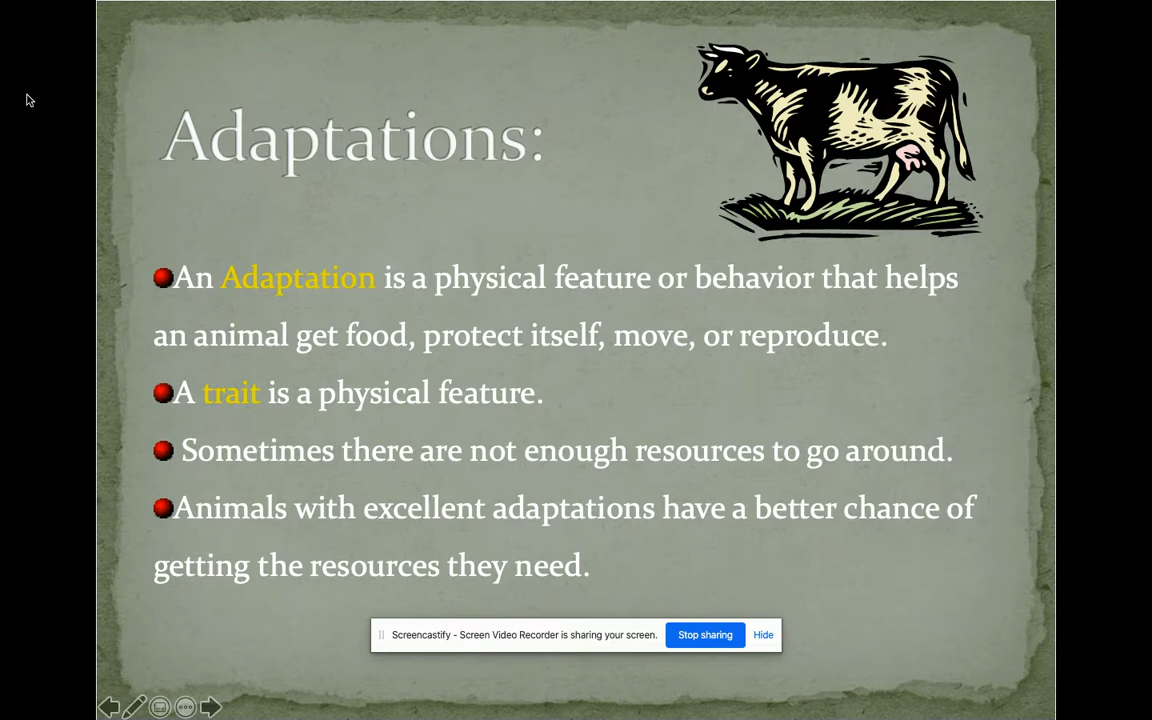 Adaptations:
An Adaptation is a physical feature or behavior that helps
an animal get food, protect itself, move, or reproduce.
A trait is a physical feature.
Sometimes there are not enough resources to go around.
Animals with excellent adaptations have a better chance of
getting the resources they need.
Screencastify - Screen Video Recorder is sharing your screen. Stop sharing Hide